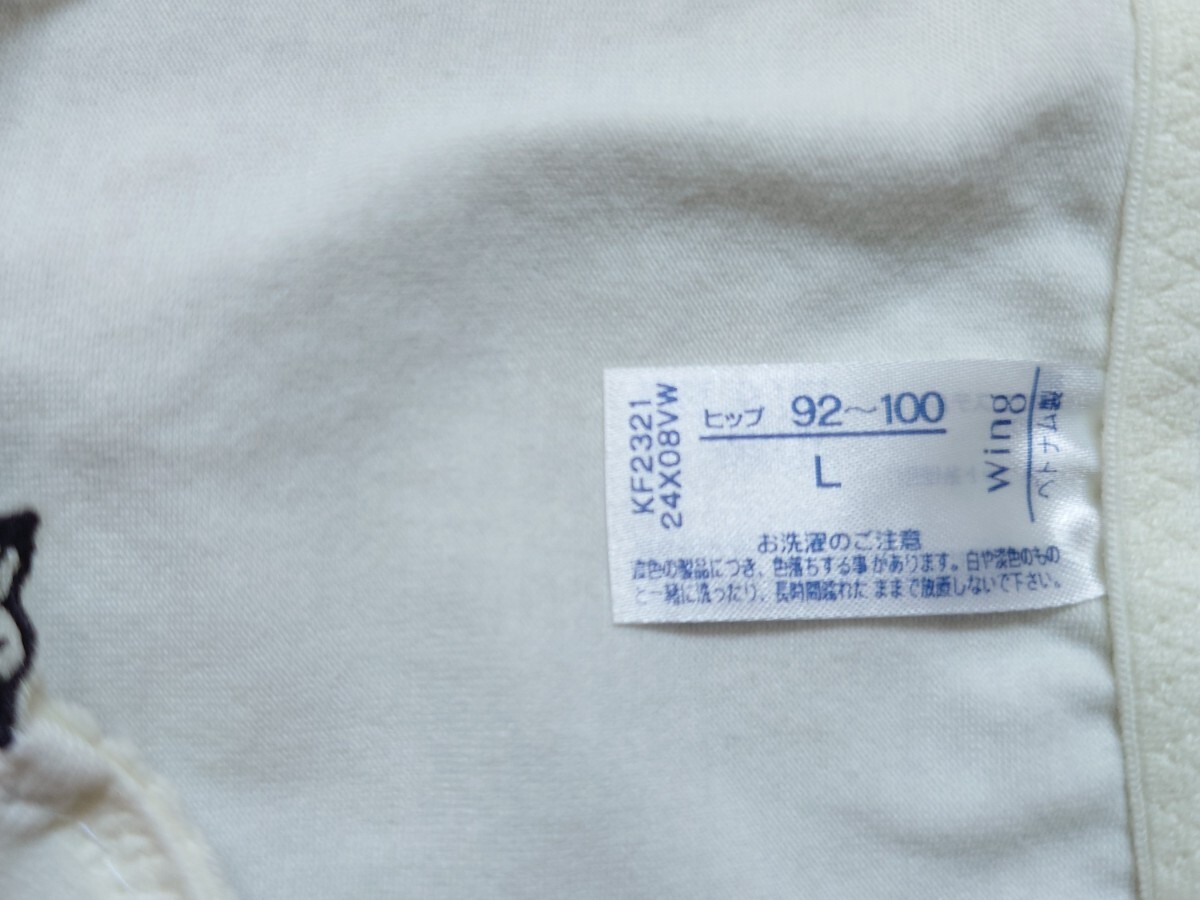 KF2321
24X08VW
ヒップ 92～100
L
Wing
ベトナム製
お洗濯のご注意
濃色の製品につき、色落ちする事があります。白や淡色のもの
と一緒に洗ったり、長時間濡れたままで放置しないで下さい。